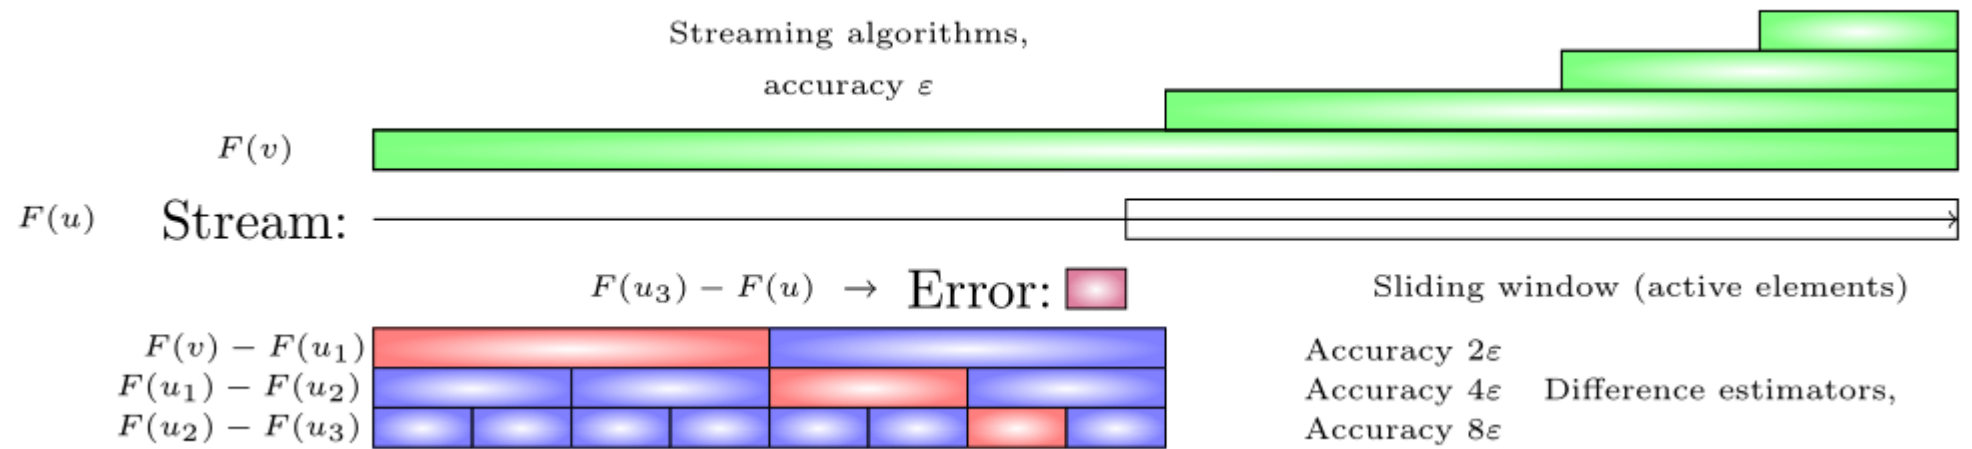 Streaming algorithms,
accuracy ε
F(v)
F(u) Stream:
F(u₃) − F(u) → Error:
Sliding window (active elements)
F(v) − F(u₁)
Accuracy 2ε
F(u₁) − F(u₂)
Accuracy 4ε
Difference estimators,
F(u₂) − F(u₃)
Accuracy 8ε